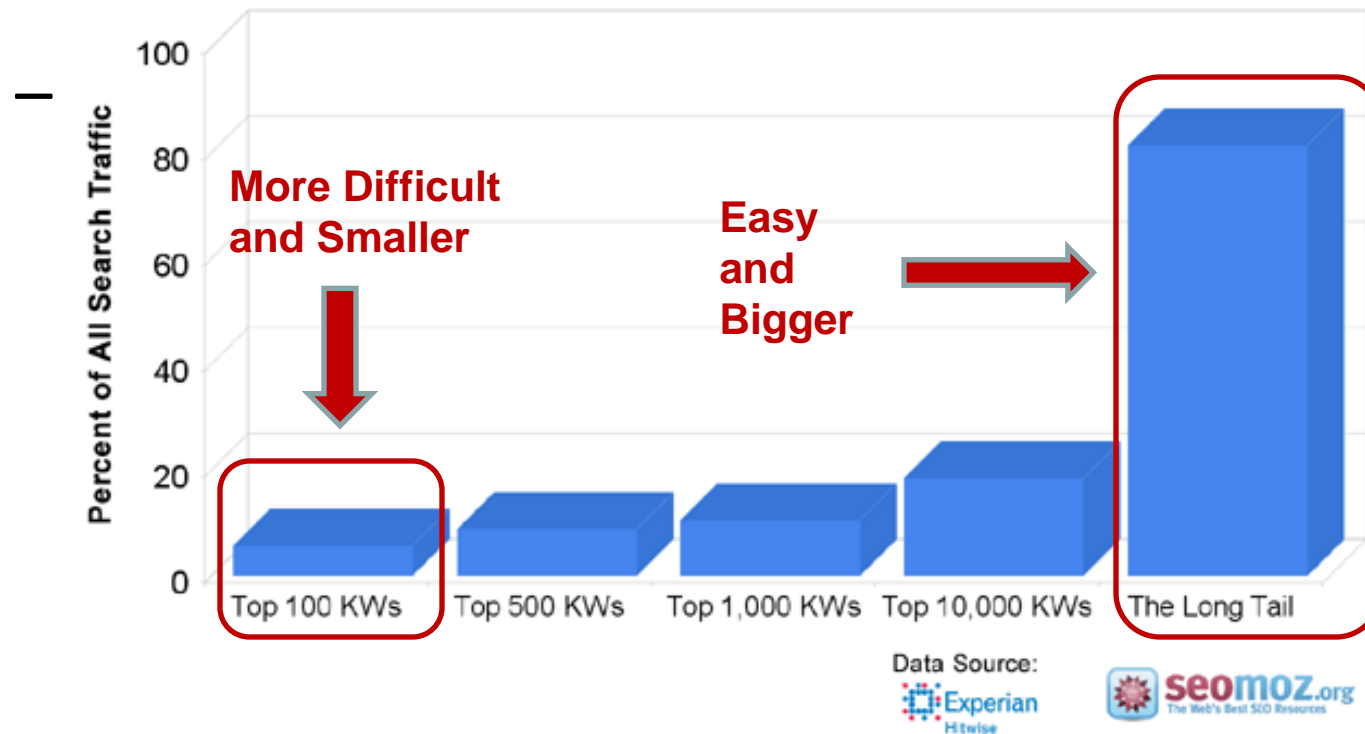 Percent of All Search Traffic
100
80
60
40
20
0
More Difficult
and Smaller
Easy
and
Bigger
Top 100 KWs
Top 500 KWs
Top 1,000 KWs
Top 10,000 KWs
The Long Tail
Data Source:
Experian
Hitwise
seomoz.org
The Web's Best SEO Resources